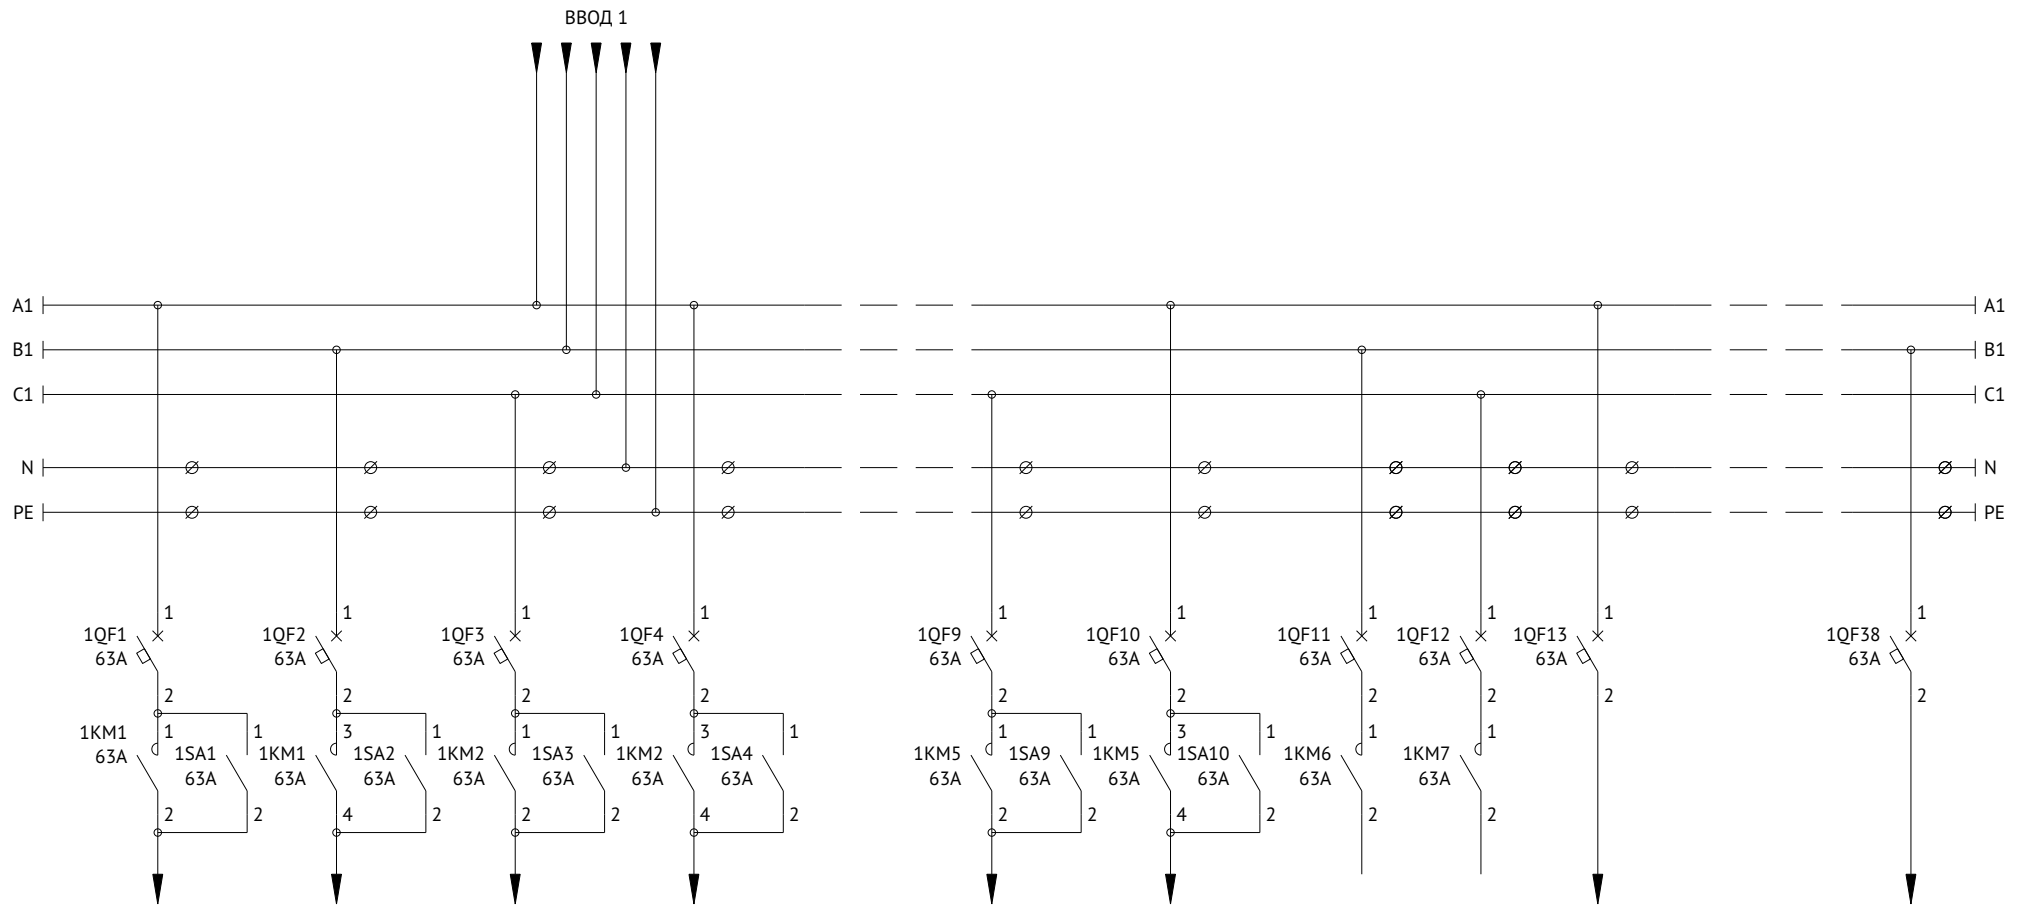 ВВОД 1
A1 A1
B1 B1
C1 C1
N N
PE PE
1 1 1 1 1 1 1 1 1 1
1QF1 1QF2 1QF3 1QF4 1QF9 1QF10 1QF11 1QF12 1QF13 1QF38
63A 63A 63A 63A 63A 63A 63A 63A 63A 63A
2 2 2 2 2 2 2 2 2 2
1KM1 1 1 3 1 1 1 3 1 1 1 3 1 1 1
63A 1SA1 1KM1 1SA2 1KM2 1SA3 1KM2 1SA4 1KM5 1SA9 1KM5 1SA10 1KM6 1KM7
63A 63A 63A 63A 63A 63A 63A 63A 63A 63A 63A 63A 63A
2 2 4 2 2 2 4 2 2 2 4 2 2 2